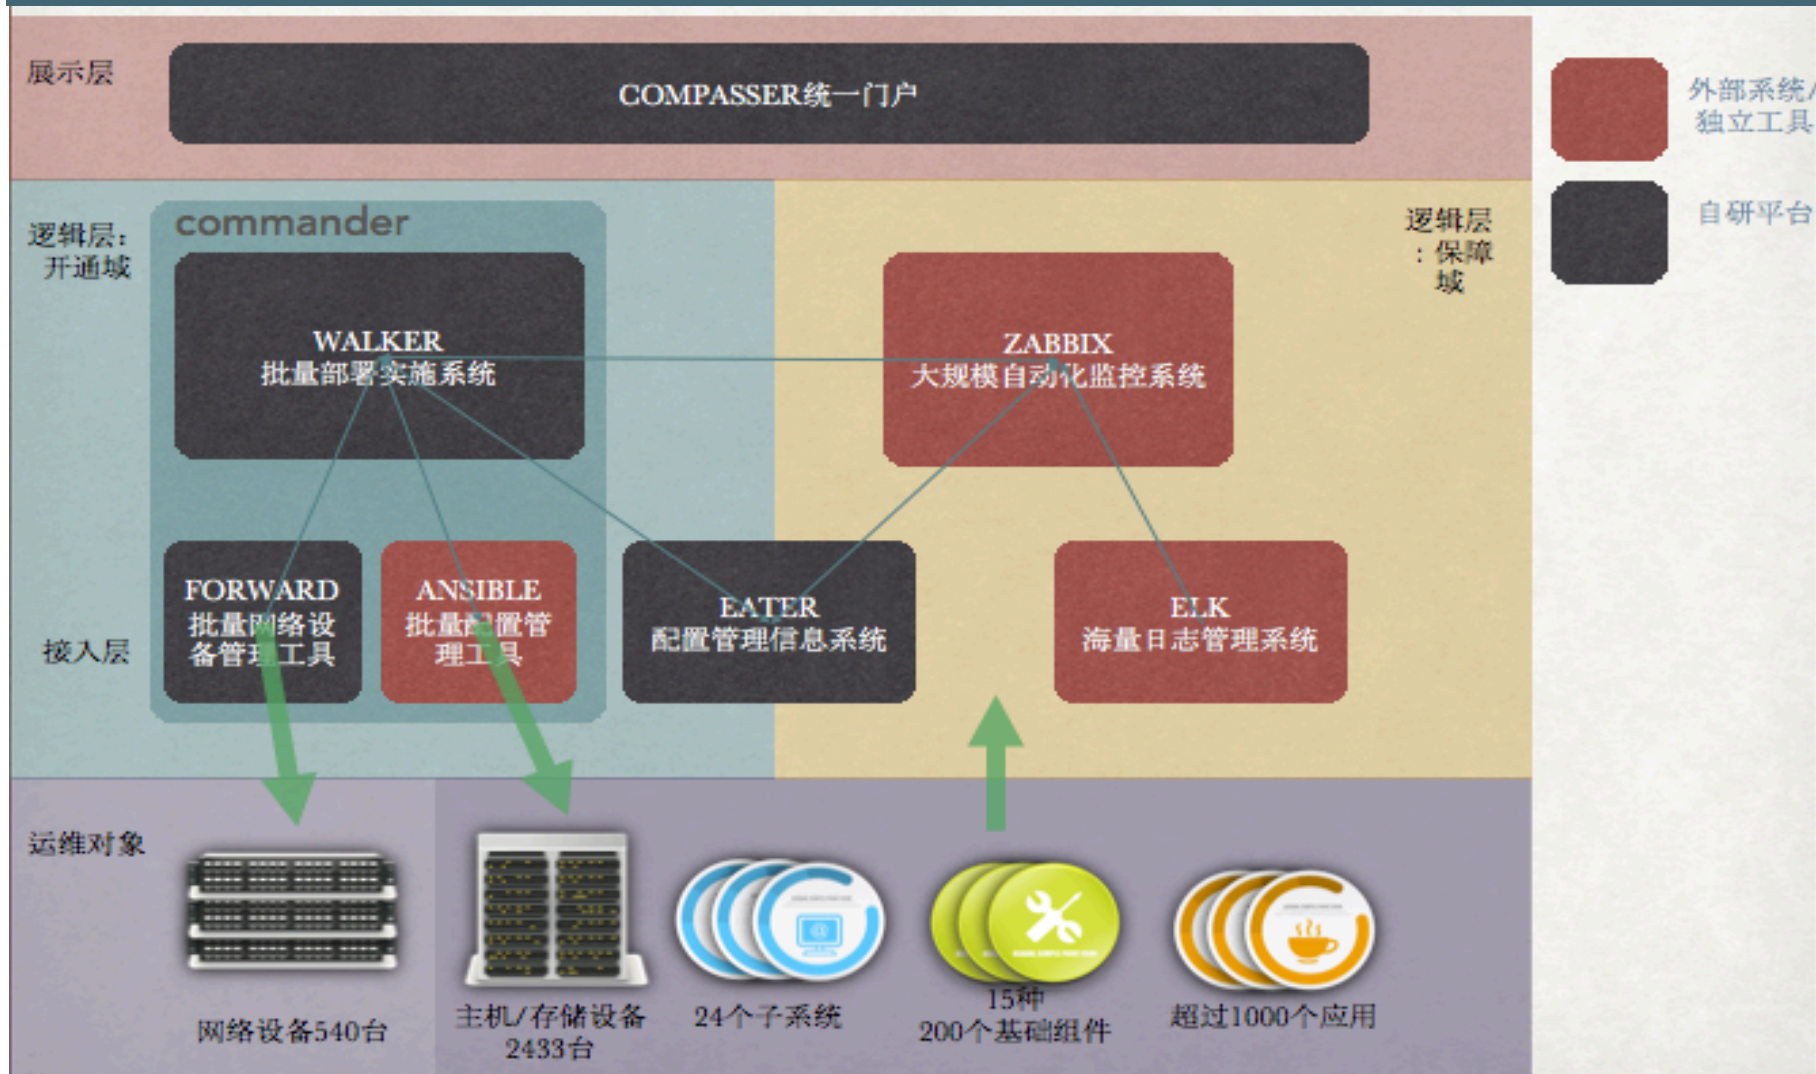 展示层
COMPASSER统一门户
外部系统/
独立工具
自研平台
逻辑层：
开通域
commander
WALKER
批量部署实施系统
ZABBIX
大规模自动化监控系统
逻辑层
：保障
域
接入层
FORWARD
批量网络设
备管理工具
ANSIBLE
批量配置管
理工具
EATER
配置管理信息系统
ELK
海量日志管理系统
运维对象
网络设备540台
主机/存储设备
2433台
24个子系统
15种
200个基础组件
超过1000个应用